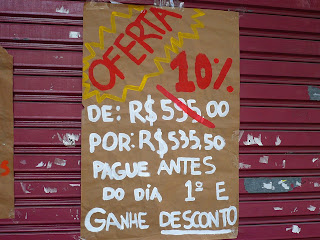 OFERTA
10%
DE: R$595,00
POR: R$535,50
PAGUE ANTES
DO DIA 1º E
GANHE DESCONTO